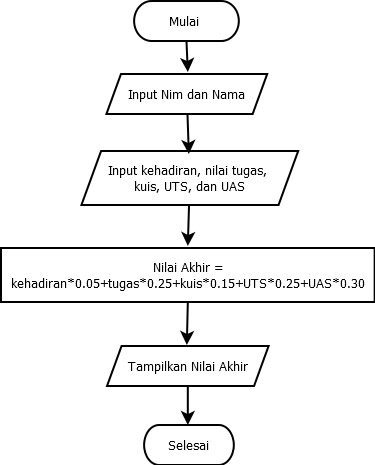 Mulai
Input Nim dan Nama
Input kehadiran, nilai tugas,
kuis, UTS, dan UAS
Nilai Akhir =
kehadiran*0.05+tugas*0.25+kuis*0.15+UTS*0.25+UAS*0.30
Tampilkan Nilai Akhir
Selesai